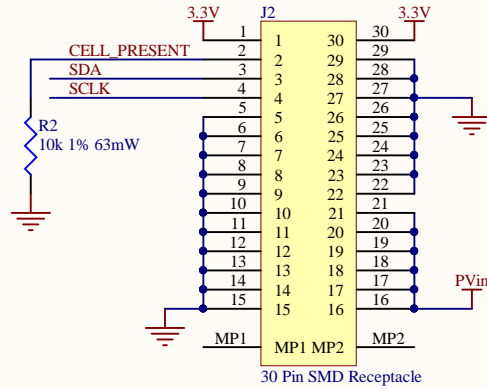 3.3V J2 3.3V
1 1 30 30
CELL_PRESENT 2 2 29 29
SDA 3 3 28 28
SCLK 4 4 27 27
5 5 26 26
R2 6 6 25 25
10k 1% 63mW 7 7 24 24
8 8 23 23
9 9 22 22
10 10 21 21
11 11 20 20
12 12 19 19
13 13 18 18
14 14 17 17 PVin
15 15 16 16
MP1 MP1 MP2 MP2
30 Pin SMD Receptacle